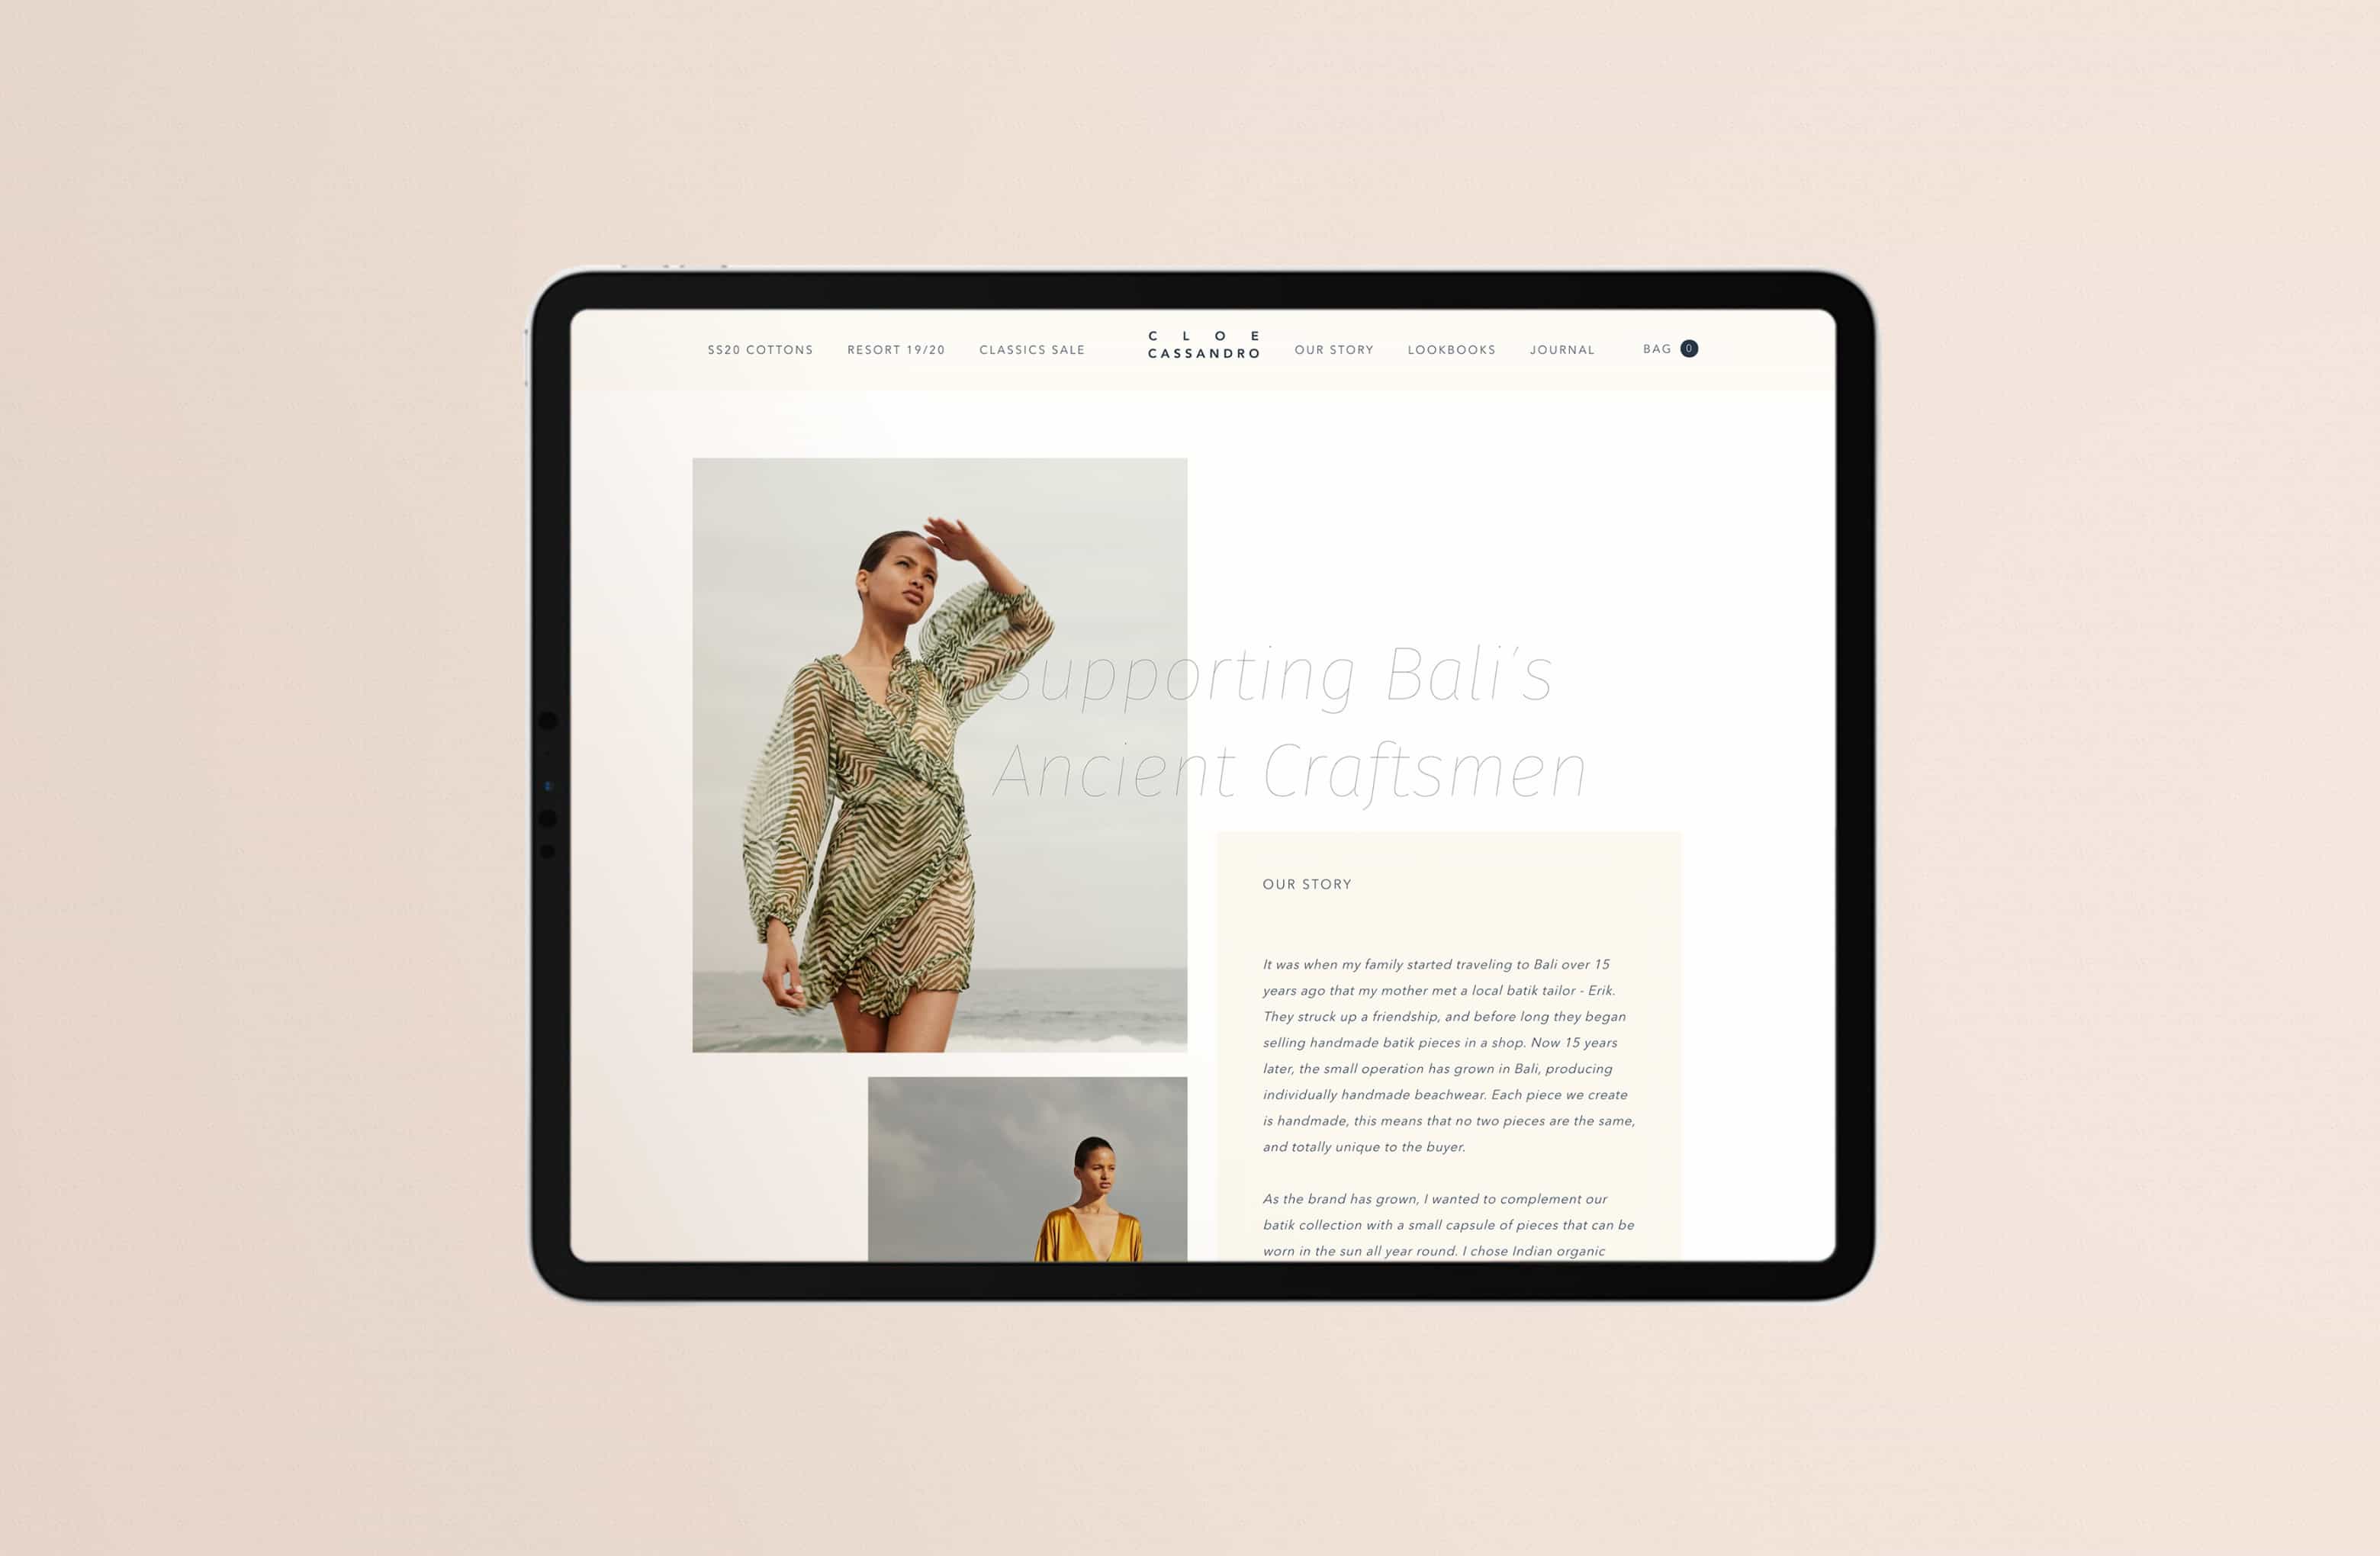 SS20 COTTONS RESORT 19/20 CLASSICS SALE
C L O E
CASSANDRO
OUR STORY LOOKBOOKS JOURNAL BAG 0
Supporting Bali's
Ancient Craftsmen
OUR STORY
It was when my family started traveling to Bali over 15
years ago that my mother met a local batik tailor - Erik.
They struck up a friendship, and before long they began
selling handmade batik pieces in a shop. Now 15 years
later, the small operation has grown in Bali, producing
individually handmade beachwear. Each piece we create
is handmade, this means that no two pieces are the same,
and totally unique to the buyer.
As the brand has grown, I wanted to complement our
batik collection with a small capsule of pieces that can be
worn in the sun all year round. I chose Indian organic